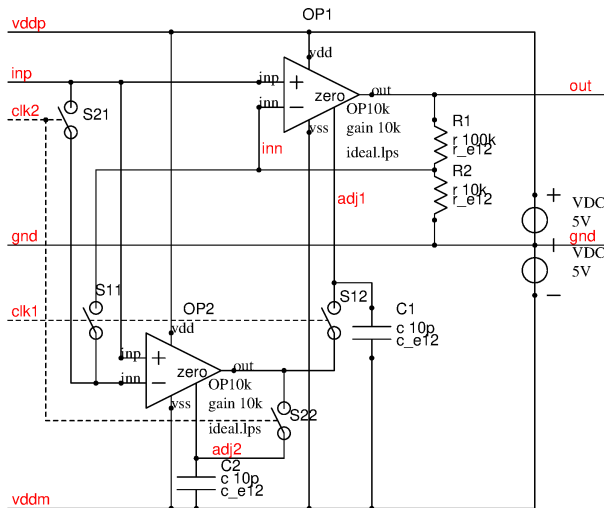 OP1
vddp
vdd
inp
inp
out
out
zero
inn
OP10k
clk2
S21
vss
gain 10k
R1
r 100k
r_e12
inn
ideal.lps
R2
r 10k
r_e12
adj1
+
VDC
5V
gnd
+
gnd
VDC
5V
S11
S12
clk1
OP2
C1
c 10p
c_e12
−
vdd
inp
out
zero
inn
OP10k
vss
gain 10k
S22
ideal.lps
adj2
C2
c 10p
c_e12
vddm